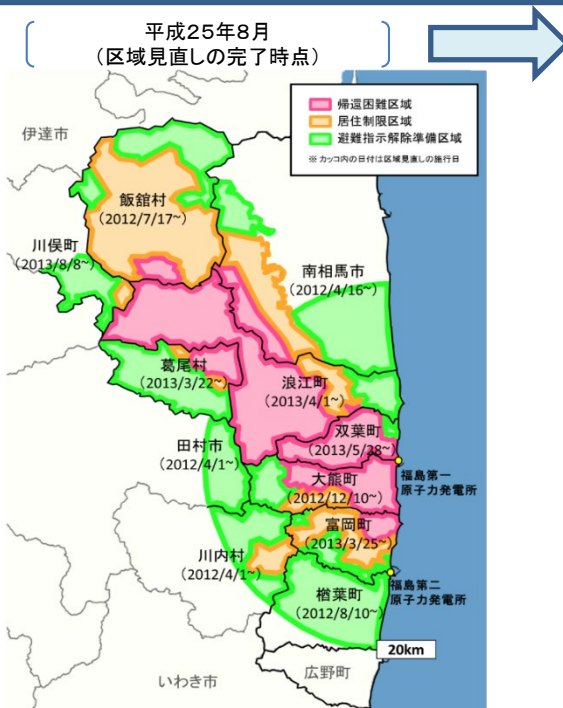 平成25年8月
（区域見直しの完了時点）
帰還困難区域
居住制限区域
避難指示解除準備区域
※ カッコ内の日付は区域見直しの施行日
伊達市
飯舘村
（2012/7/17~）
川俣町
（2013/8/8~）
南相馬市
（2012/4/16~）
葛尾村
（2013/3/22~）
浪江町
（2013/4/1~）
双葉町
（2013/5/28~）
田村市
（2012/4/1~）
大熊町
（2012/12/10~）
福島第一
原子力発電所
富岡町
（2013/3/25~）
川内村
（2012/4/1~）
福島第二
原子力発電所
楢葉町
（2012/8/10~）
20km
広野町
いわき市